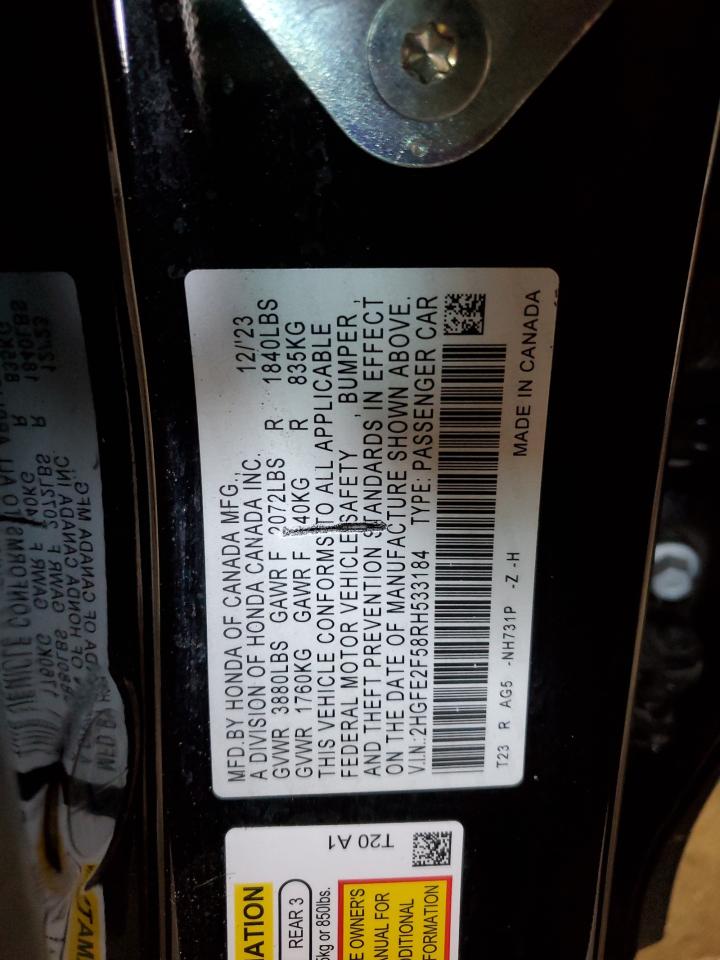 MFD.BY HONDA OF CANADA MFG.,
A DIVISION OF HONDA CANADA INC. 12/'23
GVWR 3880LBS GAWR F 2072LBS R 1840LBS
GVWR 1760KG GAWR F 940KG R 835KG
THIS VEHICLE CONFORMS TO ALL APPLICABLE
FEDERAL MOTOR VEHICLE SAFETY, BUMPER,
AND THEFT PREVENTION STANDARDS IN EFFECT
ON THE DATE OF MANUFACTURE SHOWN ABOVE.
V.I.N.:2HGFE2F58RH533184 TYPE: PASSENGER CAR
T23 R AG5 -NH731P -Z -H MADE IN CANADA
T20 A1
REAR 3
850lbs.
OWNER'S
FOR